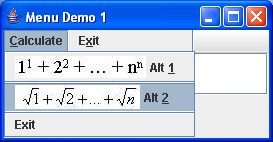 Menu Demo 1
Calculate Exit
1¹ + 2² + ... + nⁿ Alt 1
√1 + √2 + ... + √n Alt 2
Exit